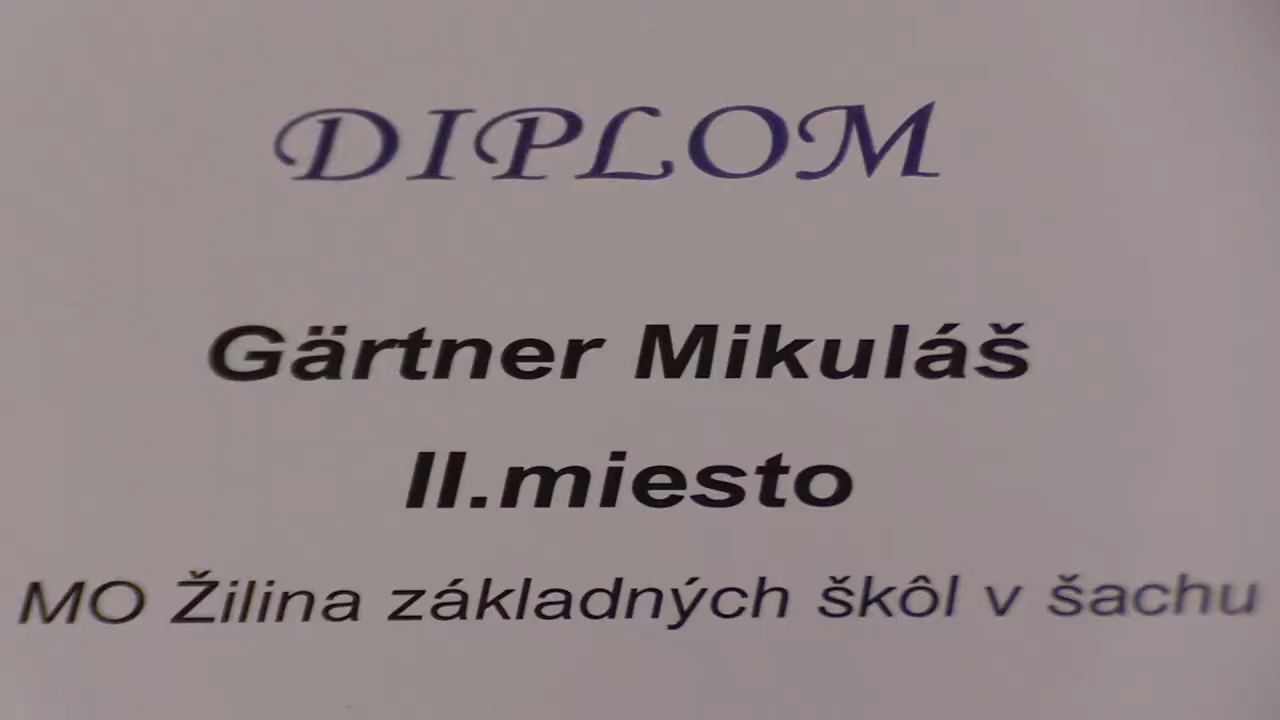 DIPLOM
Gärtner Mikuláš
II.miesto
MO Žilina základných škôl v šachu